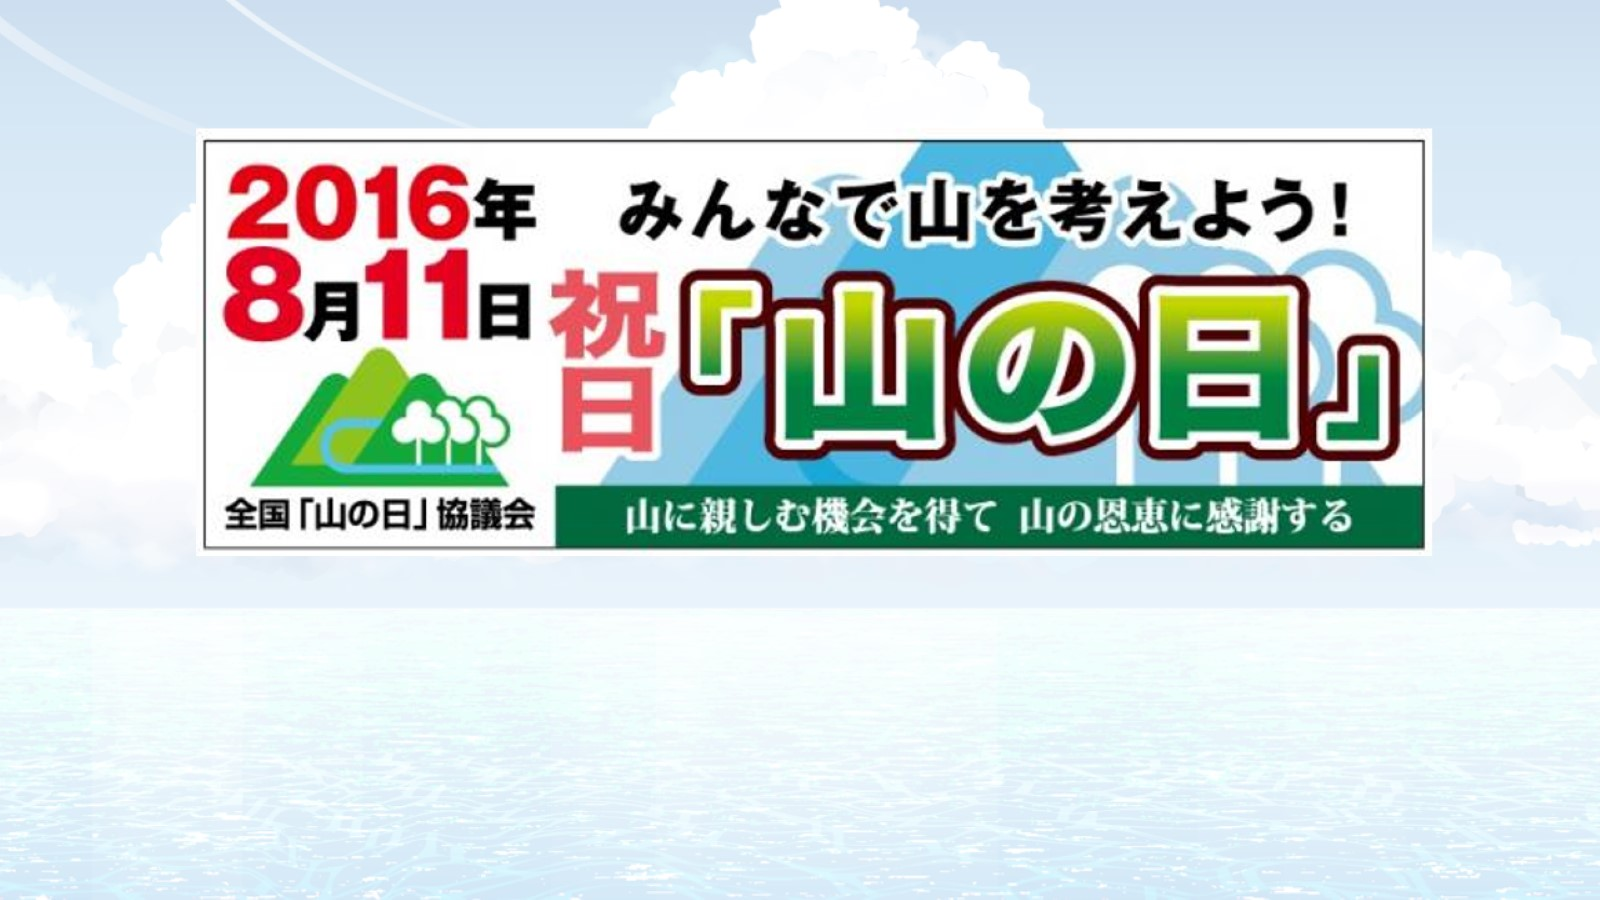 2016年
8月11日
全国「山の日」協議会
みんなで山を考えよう!
祝日「山の日」
山に親しむ機会を得て 山の恩恵に感謝する